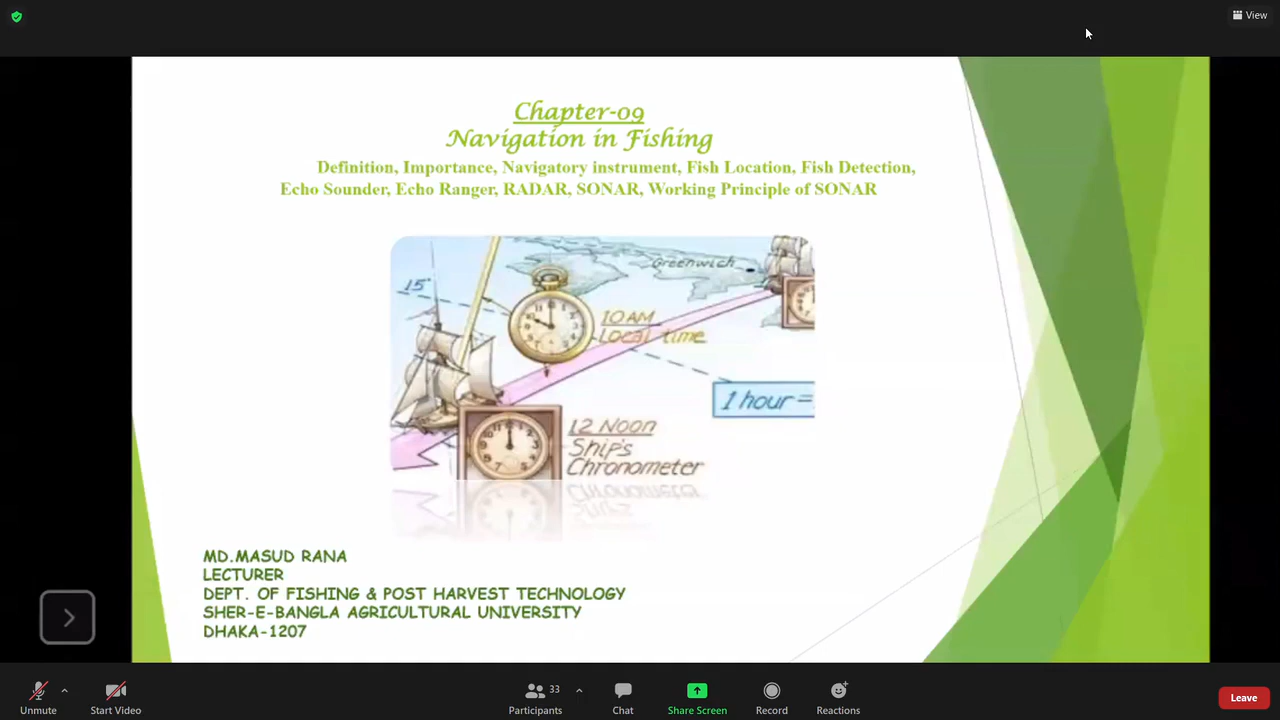 View
Chapter-09
Navigation in Fishing
Definition, Importance, Navigatory instrument, Fish Location, Fish Detection,
Echo Sounder, Echo Ranger, RADAR, SONAR, Working Principle of SONAR
Greenwich
15°
10 AM
Local time
1 hour =
12 Noon
Ship's
Chronometer
MD.MASUD RANA
LECTURER
DEPT. OF FISHING & POST HARVEST TECHNOLOGY
SHER-E-BANGLA AGRICULTURAL UNIVERSITY
DHAKA-1207
33
Unmute
Start Video
Participants
Chat
Share Screen
Record
Reactions
Leave